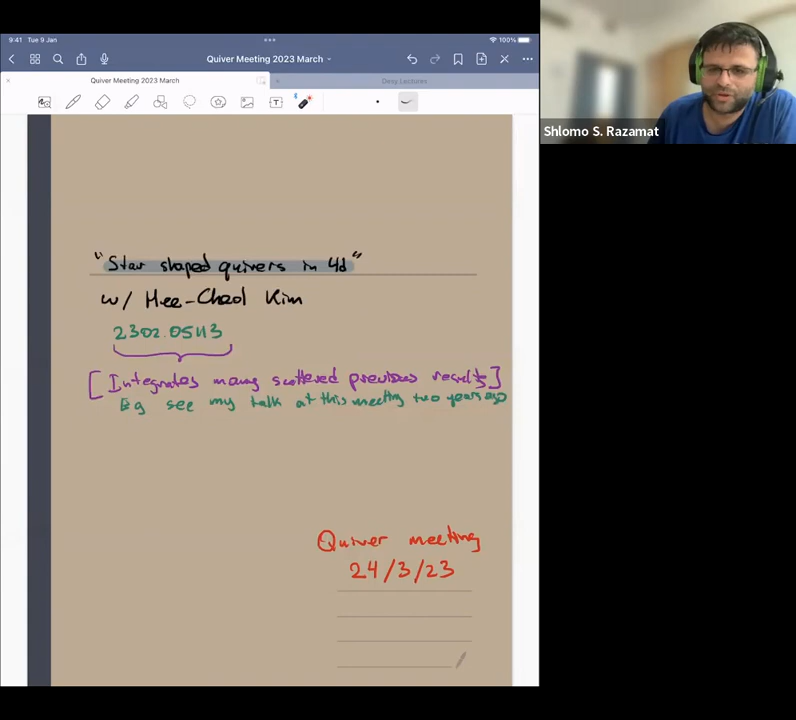 9:41 Tue 9 Jan
100%
Quiver Meeting 2023 March
Quiver Meeting 2023 March
Desy Lectures
T
Shlomo S. Razamat
"Star shaped quivers in 4d"
w/ Hee-Cheol Kim
2302.05113
[Integrates many scattered previous results]
Eg see my talk at this meeting two years ago
Quiver meeting
24/3/23